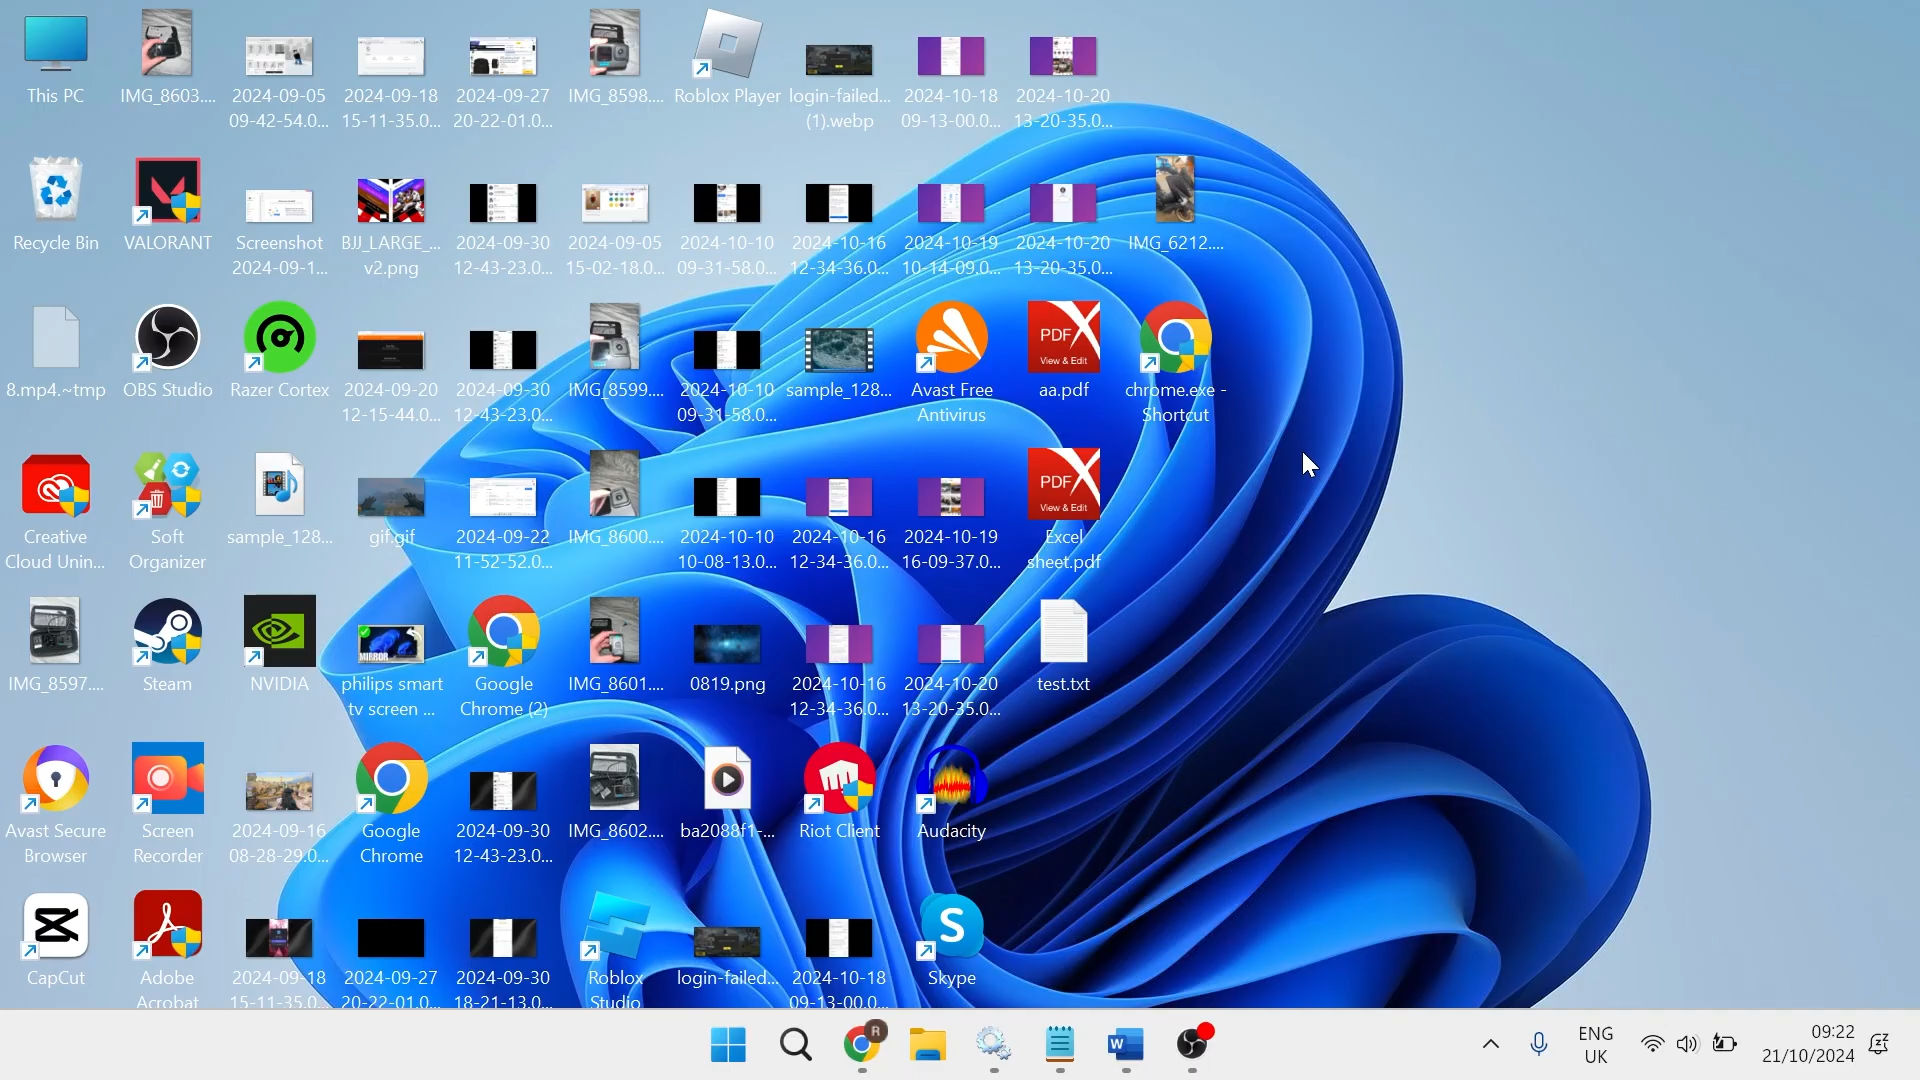 This PC
IMG_8603....
2024-09-05
09-42-54.0...
2024-09-18
15-11-35.0...
2024-09-27
20-22-01.0...
IMG_8598....
Roblox Player
login-failed...
(1).webp
2024-10-18
09-13-00.0...
2024-10-20
13-20-35.0...
Recycle Bin
VALORANT
Screenshot
2024-09-1...
BJJ_LARGE_...
v2.png
2024-09-30
12-43-23.0...
2024-09-05
15-02-18.0...
2024-10-10
09-31-58.0...
2024-10-16
12-34-36.0...
2024-10-19
10-14-09.0...
2024-10-20
13-20-35.0...
IMG_6212....
8.mp4.~tmp
OBS Studio
Razer Cortex
2024-09-20
12-15-44.0...
2024-09-30
12-43-23.0...
IMG_8599....
2024-10-10
09-31-58.0...
sample_128...
Avast Free
Antivirus
PDF
View & Edit
aa.pdf
chrome.exe -
Shortcut
Creative
Cloud Unin...
Soft
Organizer
sample_128...
gif.gif
2024-09-22
11-52-52.0...
IMG_8600....
2024-10-10
10-08-13.0...
2024-10-16
12-34-36.0...
2024-10-19
16-09-37.0...
PDF
View & Edit
Excel
sheet.pdf
IMG_8597....
Steam
NVIDIA
MIRROR
philips smart
tv screen ...
Google
Chrome (2)
IMG_8601....
0819.png
2024-10-16
12-34-36.0...
2024-10-20
13-20-35.0...
test.txt
Avast Secure
Browser
Screen
Recorder
2024-09-16
08-28-29.0...
Google
Chrome
2024-09-30
12-43-23.0...
IMG_8602....
ba2088f1-...
Riot Client
Audacity
CapCut
Adobe
Acrobat
2024-09-18
15-11-35.0...
2024-09-27
20-22-01.0...
2024-09-30
18-21-13.0...
Roblox
Studio
login-failed...
2024-10-18
09-13-00.0...
S
Skype
R
W
ENG
UK
09:22
21/10/2024